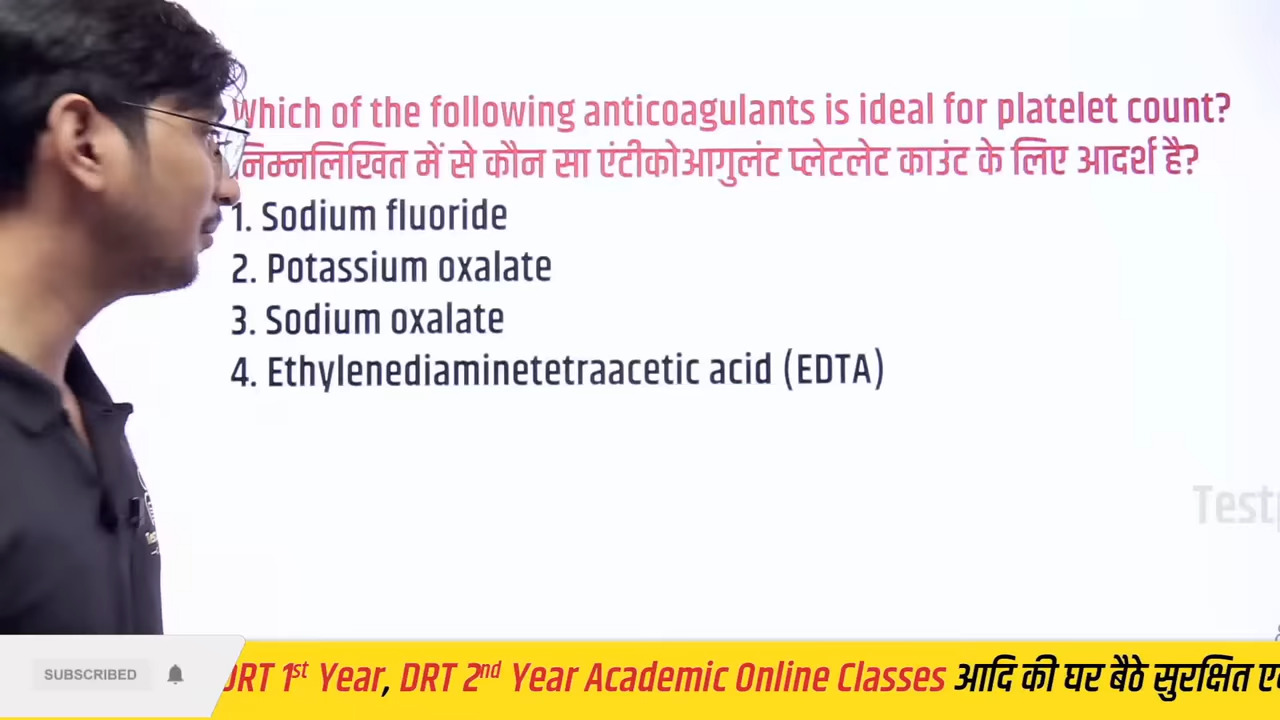 Which of the following anticoagulants is ideal for platelet count?
निम्नलिखित में से कौन सा एंटीकोआगुलंट प्लेटलेट काउंट के लिए आदर्श है?
1. Sodium fluoride
2. Potassium oxalate
3. Sodium oxalate
4. Ethylenediaminetetraacetic acid (EDTA)
SUBSCRIBED
DRT 1st Year, DRT 2nd Year Academic Online Classes आदि की घर बैठे सुरक्षित